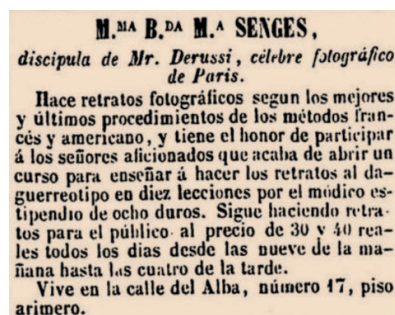 M.MA B.DA M.A SENGES,
discípula de Mr. Derussi, célebre fotográfico
de Paris.
Hace retratos fotográficos segun los mejores
y últimos procedimientos de los métodos fran-
cés y americano, y tiene el honor de participar
á los señores aficionados que acaba de abrir un
curso para enseñar á hacer los retratos al da-
guerreotipo en diez lecciones por el módico es-
tipendio de ocho duros. Sigue haciendo retra-
tos para el público al precio de 30 y 40 rea-
les todos los dias desde las nueve de la ma-
ñana hasta las cuatro de la tarde.
Vive en la calle del Alba, número 17, piso
arimero.